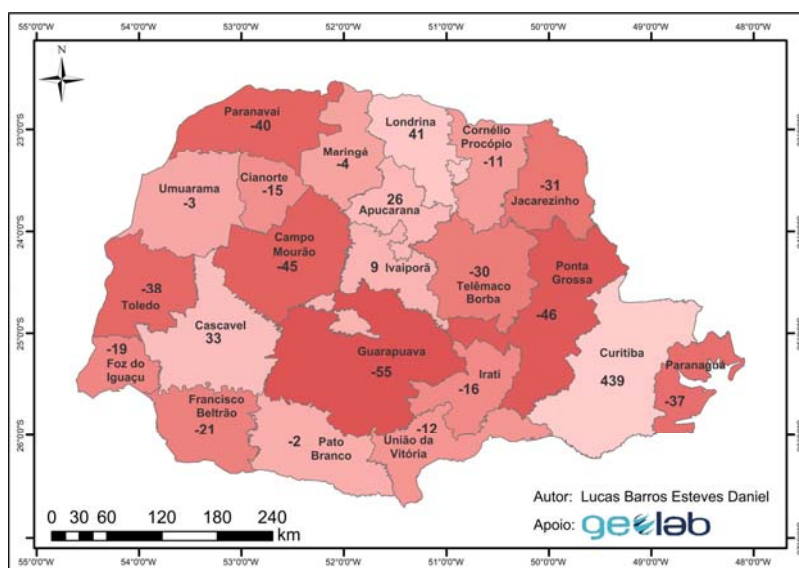 55°0'0"W 54°0'0"W 53°0'0"W 52°0'0"W 51°0'0"W 50°0'0"W 49°0'0"W 48°0'0"W
N
23°0'0"S
24°0'0"S
25°0'0"S
26°0'0"S
Paranavaí
-40
Maringá
-4
Londrina
41
Cornélio
Procópio
-11
-31
Jacarezinho
Umuarama
-3
Cianorte
-15
26
Apucarana
Campo
Mourão
-45
9 Ivaiporã
-30
Telêmaco
Borba
Ponta
Grossa
-46
-38
Toledo
Cascavel
33
-19
Foz do
Iguaçu
Guarapuava
-55
Irati
-16
Curitiba
439
Paranaguá
-37
Francisco
Beltrão
-21
-2 Pato
Branco
-12
União da
Vitória
Autor: Lucas Barros Esteves Daniel
Apoio: geolab
0 30 60 120 180 240
km
55°0'0"W 54°0'0"W 53°0'0"W 52°0'0"W 51°0'0"W 50°0'0"W 49°0'0"W 48°0'0"W